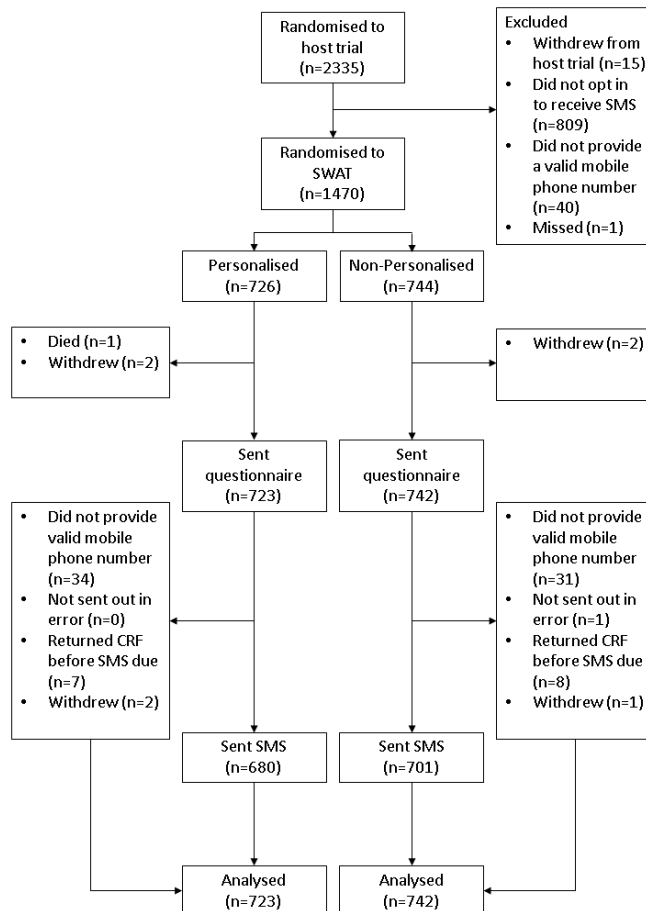 Randomised to
host trial
(n=2335)
Excluded
• Withdrew from
host trial (n=15)
• Did not opt in
to receive SMS
(n=809)
• Did not provide
a valid mobile
phone number
(n=40)
• Missed (n=1)
Randomised to
SWAT
(n=1470)
Personalised
(n=726)
Non-Personalised
(n=744)
• Died (n=1)
• Withdrew (n=2)
• Withdrew (n=2)
Sent
questionnaire
(n=723)
Sent
questionnaire
(n=742)
• Did not provide
valid mobile
phone number
(n=34)
• Not sent out in
error (n=0)
• Returned CRF
before SMS due
(n=7)
• Withdrew (n=2)
• Did not provide
valid mobile
phone number
(n=31)
• Not sent out in
error (n=1)
• Returned CRF
before SMS due
(n=8)
• Withdrew (n=1)
Sent SMS
(n=680)
Sent SMS
(n=701)
Analysed
(n=723)
Analysed
(n=742)